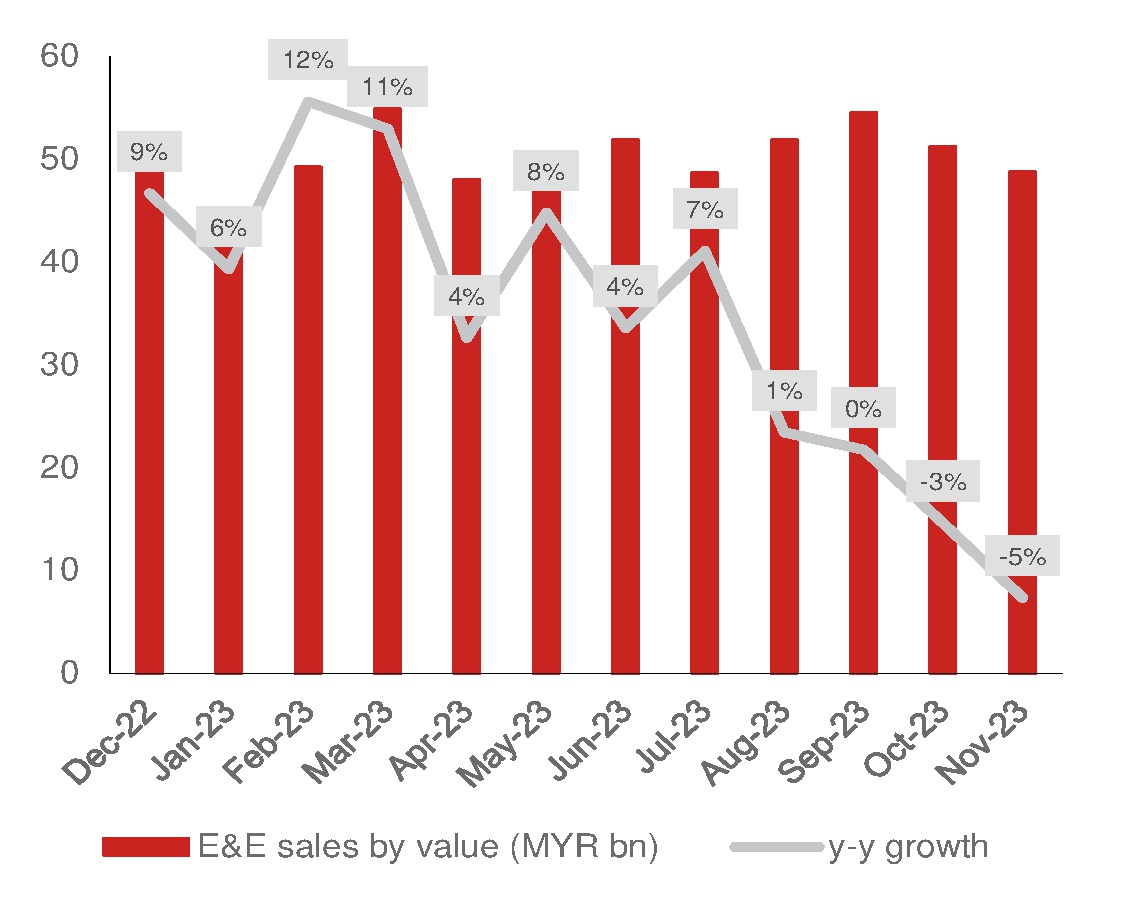 60
50
40
30
20
10
0
9%
6%
12%
11%
4%
8%
4%
7%
1%
0%
-3%
-5%
Dec-22
Jan-23
Feb-23
Mar-23
Apr-23
May-23
Jun-23
Jul-23
Aug-23
Sep-23
Oct-23
Nov-23
E&E sales by value (MYR bn)
y-y growth